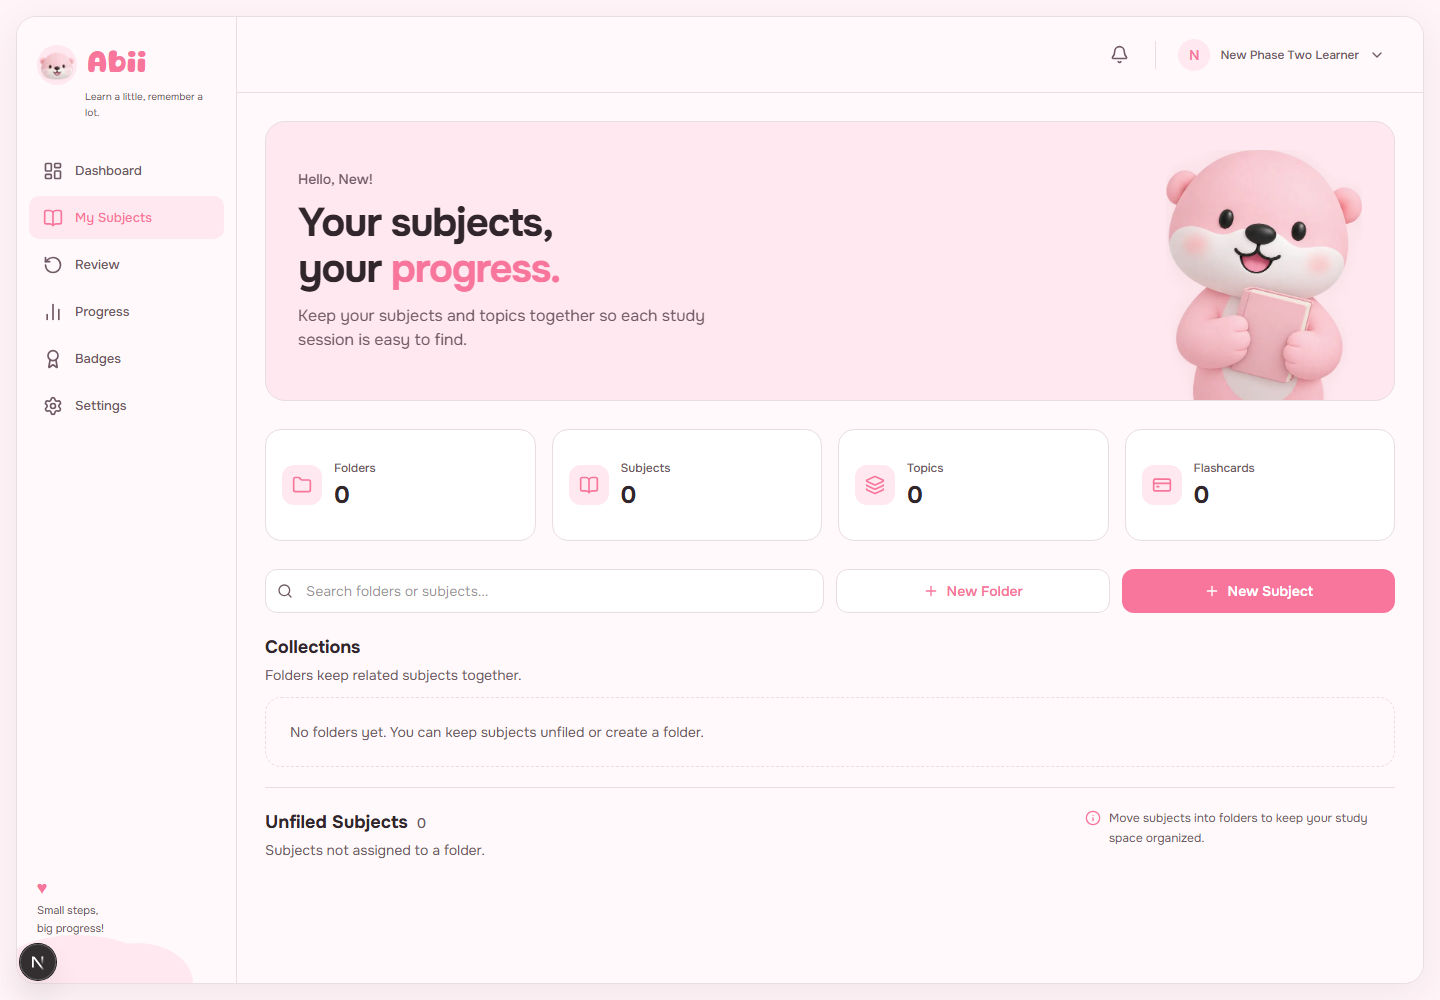 Abii
Learn a little, remember a
lot.
Dashboard
My Subjects
Review
Progress
Badges
Settings
♥
Small steps,
big progress!
N
N
New Phase Two Learner
Hello, New!
Your subjects,
your progress.
Keep your subjects and topics together so each study
session is easy to find.
Folders
0
Subjects
0
Topics
0
Flashcards
0
Search folders or subjects...
+ New Folder
+ New Subject
Collections
Folders keep related subjects together.
No folders yet. You can keep subjects unfiled or create a folder.
Unfiled Subjects 0
Subjects not assigned to a folder.
Move subjects into folders to keep your study
space organized.